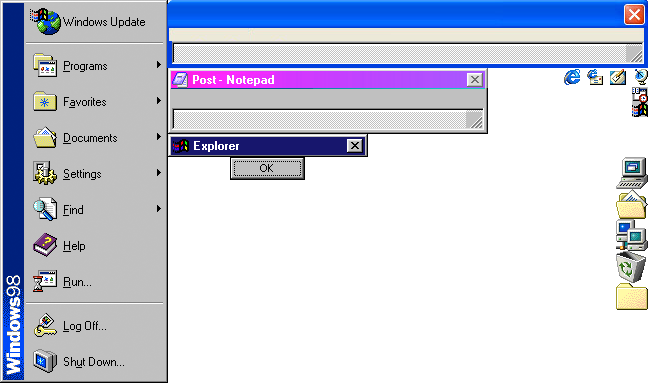 Windows98
Windows Update
Programs
Favorites
Documents
Settings
Find
Help
Run...
Log Off...
Shut Down...
Post - Notepad
Explorer
OK